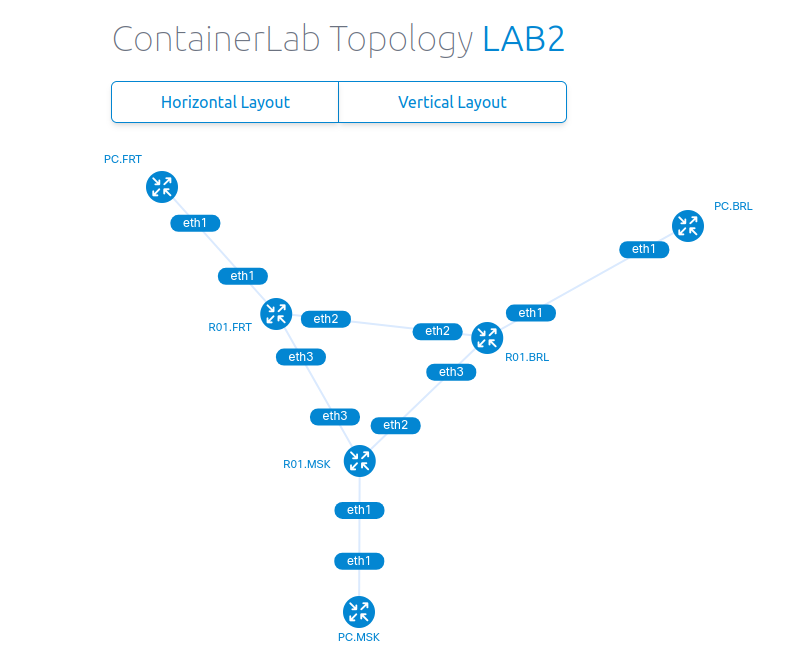 ContainerLab Topology LAB2
Horizontal Layout
Vertical Layout
PC.FRT
PC.BRL
eth1
eth1
eth1
eth1
eth2
eth2
R01.FRT
R01.BRL
eth3
eth3
eth3
eth2
R01.MSK
eth1
eth1
PC.MSK